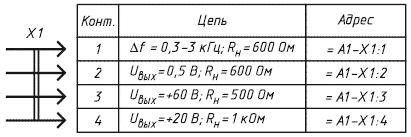 X1
Конт. Цепь Адрес
1 Δf = 0,3–3 кГц; Rн = 600 Ом = A1–X1:1
2 Uвых = 0,5 В; Rн = 600 Ом = A1–X1:2
3 Uвых = +60 В; Rн = 500 Ом = A1–X1:3
4 Uвых = +20 В; Rн = 1 кОм = A1–X1:4